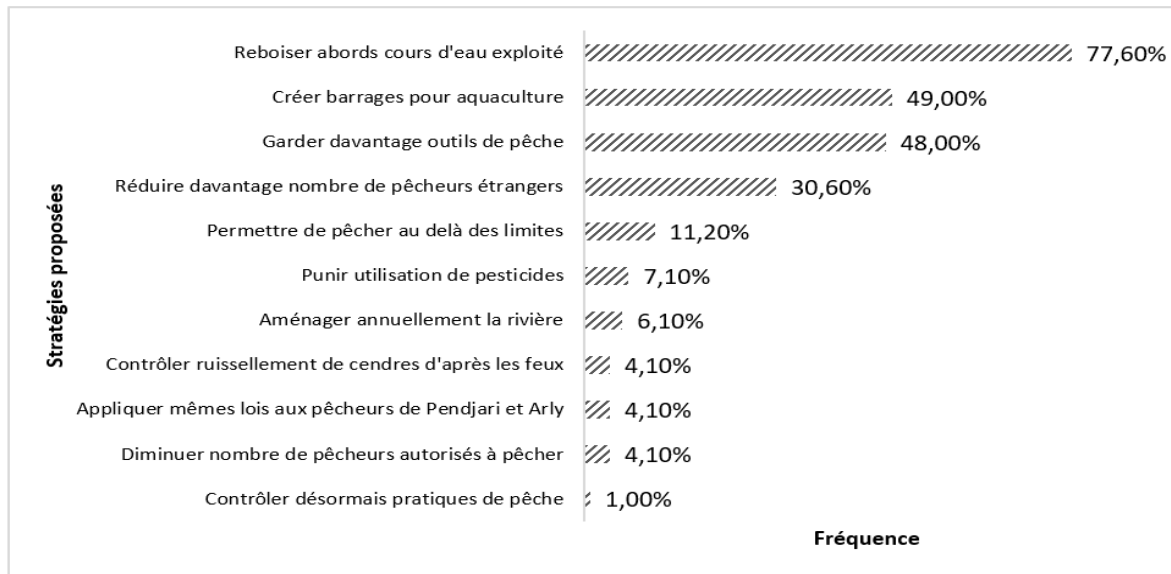 Reboiser abords cours d'eau exploité 77,60%
Créer barrages pour aquaculture 49,00%
Garder davantage outils de pêche 48,00%
Réduire davantage nombre de pêcheurs étrangers 30,60%
Permettre de pêcher au delà des limites 11,20%
Punir utilisation de pesticides 7,10%
Aménager annuellement la rivière 6,10%
Contrôler ruissellement de cendres d'après les feux 4,10%
Appliquer mêmes lois aux pêcheurs de Pendjari et Arly 4,10%
Diminuer nombre de pêcheurs autorisés à pêcher 4,10%
Contrôler désormais pratiques de pêche 1,00%
Stratégies proposées
Fréquence